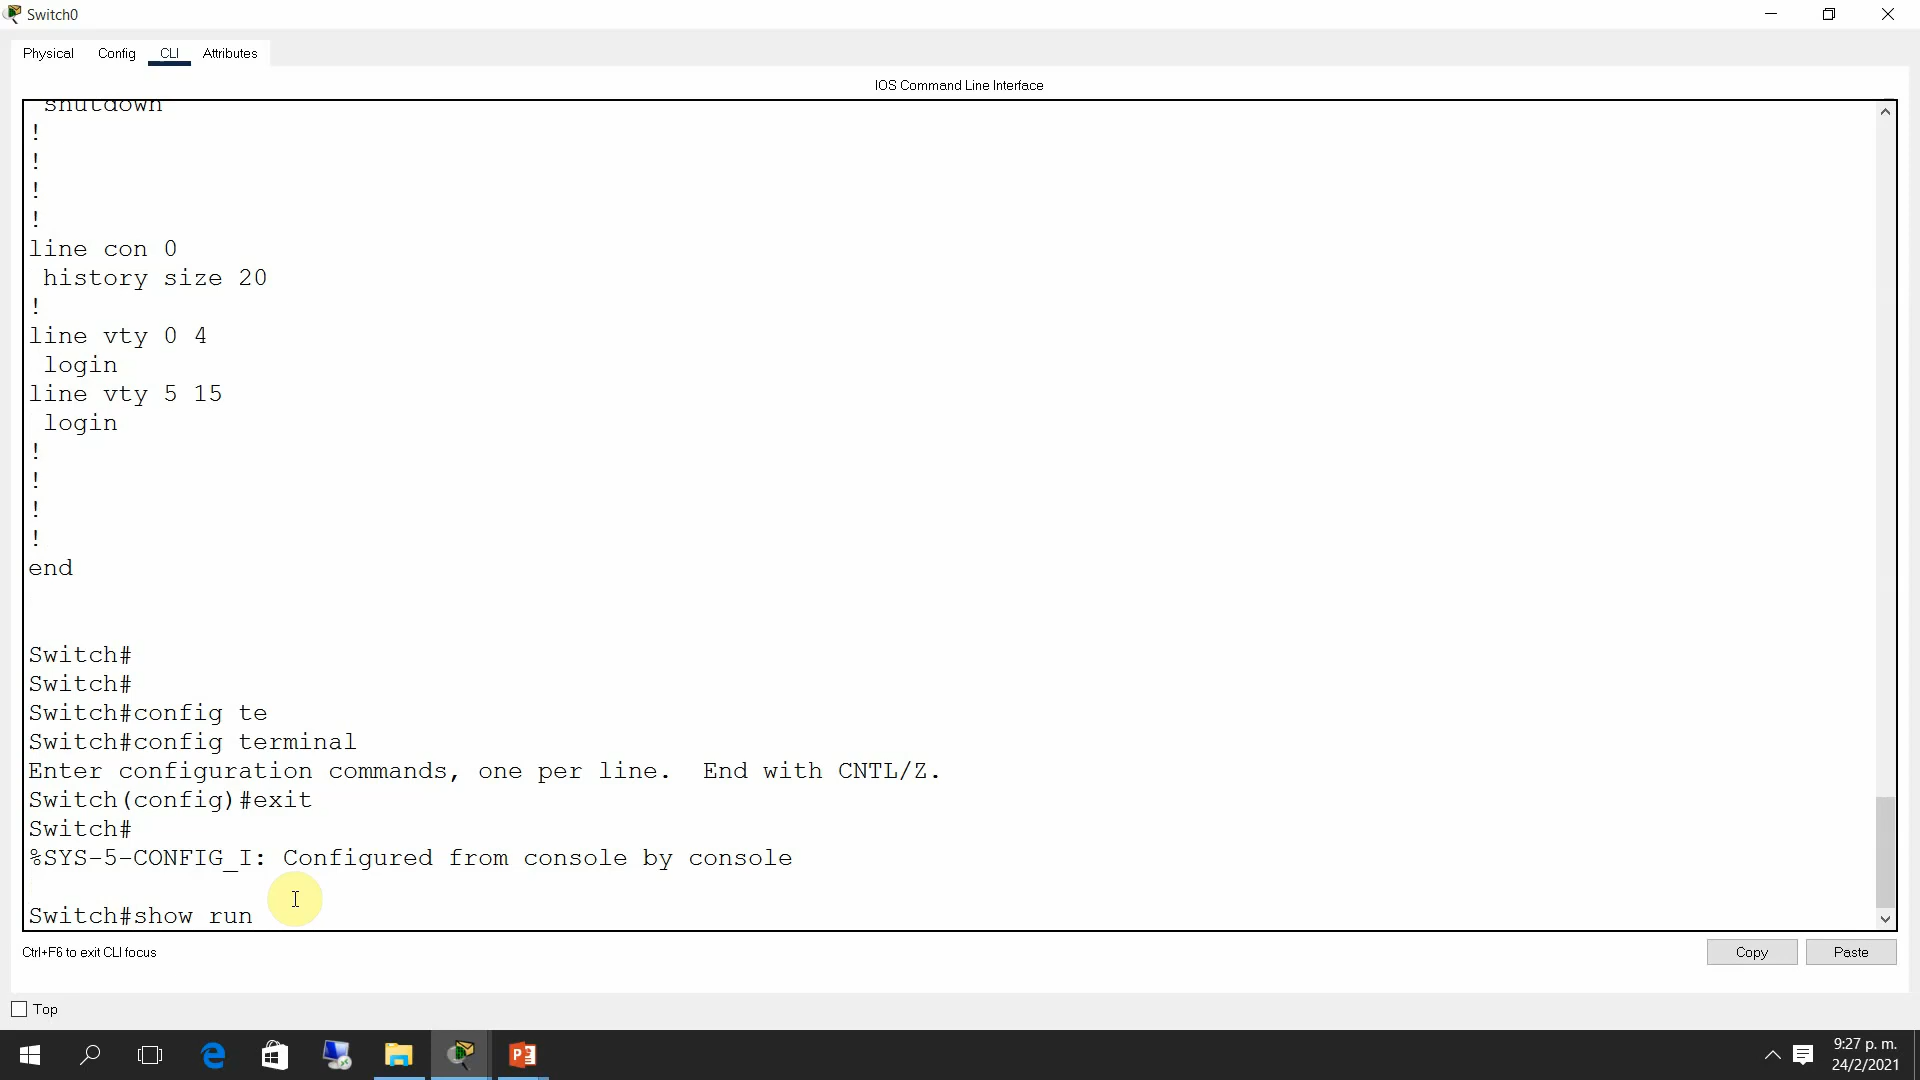 Switch0
Physical Config CLI Attributes
IOS Command Line Interface
shutdown
!
!
!
!
line con 0
 history size 20
!
line vty 0 4
 login
line vty 5 15
 login
!
!
!
!
end
Switch#
Switch#
Switch#config te
Switch#config terminal
Enter configuration commands, one per line.  End with CNTL/Z.
Switch(config)#exit
Switch#
%SYS-5-CONFIG_I: Configured from console by console
Switch#show run
Ctrl+F6 to exit CLI focus
Copy Paste
Top
9:27 p. m.
24/2/2021